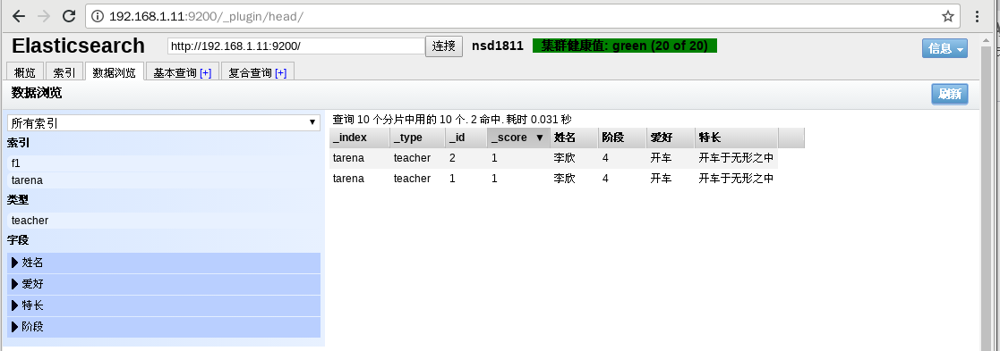 192.168.1.11:9200/_plugin/head/
Elasticsearch http://192.168.1.11:9200/ 连接 nsd1811 集群健康值: green (20 of 20) 信息
概览 索引 数据浏览 基本查询 [+] 复合查询 [+]
数据浏览 刷新
所有索引
索引
f1
tarena
类型
teacher
字段
姓名
爱好
特长
阶段
查询 10 个分片中用的 10 个. 2 命中. 耗时 0.031 秒
_index _type _id _score ▼ 姓名 阶段 爱好 特长
tarena teacher 2 1 李欣 4 开车 开车于无形之中
tarena teacher 1 1 李欣 4 开车 开车于无形之中